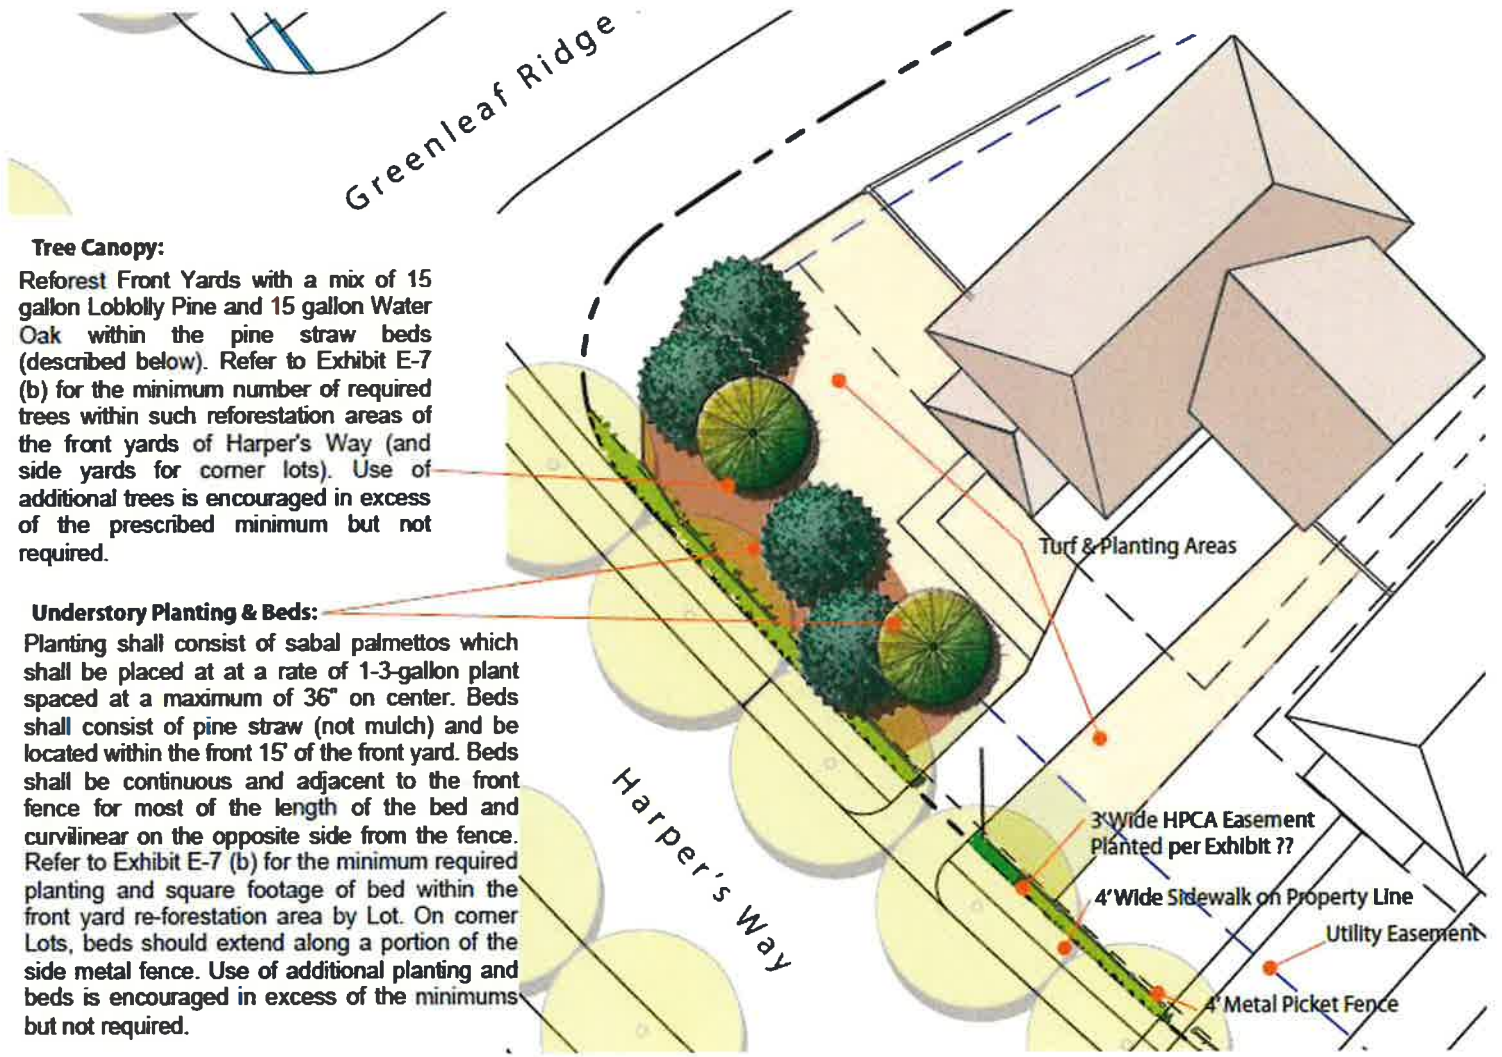 Greenleaf Ridge
Tree Canopy:
Reforest Front Yards with a mix of 15
gallon Loblolly Pine and 15 gallon Water
Oak within the pine straw beds
(described below). Refer to Exhibit E-7
(b) for the minimum number of required
trees within such reforestation areas of
the front yards of Harper's Way (and
side yards for corner lots). Use of
additional trees is encouraged in excess
of the prescribed minimum but not
required.
Understory Planting & Beds:
Planting shall consist of sabal palmettos which
shall be placed at at a rate of 1-3-gallon plant
spaced at a maximum of 36" on center. Beds
shall consist of pine straw (not mulch) and be
located within the front 15' of the front yard. Beds
shall be continuous and adjacent to the front
fence for most of the length of the bed and
curvilinear on the opposite side from the fence.
Refer to Exhibit E-7 (b) for the minimum required
planting and square footage of bed within the
front yard re-forestation area by Lot. On corner
Lots, beds should extend along a portion of the
side metal fence. Use of additional planting and
beds is encouraged in excess of the minimums
but not required.
Turf & Planting Areas
Harper's Way
3' Wide HPCA Easement
Planted per Exhibit ??
4' Wide Sidewalk on Property Line
Utility Easement
4' Metal Picket Fence